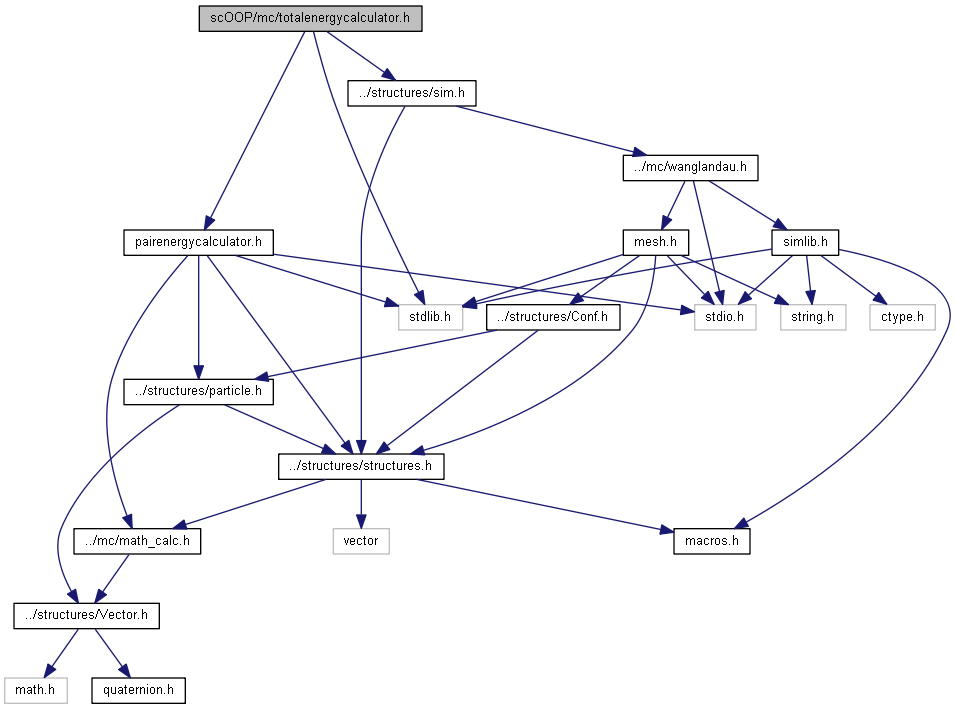 scOOP/mc/totalenergycalculator.h
../structures/sim.h
../mc/wanglandau.h
pairenergycalculator.h
mesh.h
simlib.h
stdlib.h
../structures/Conf.h
stdio.h
string.h
ctype.h
../structures/particle.h
../structures/structures.h
../mc/math_calc.h
vector
macros.h
../structures/Vector.h
math.h
quaternion.h